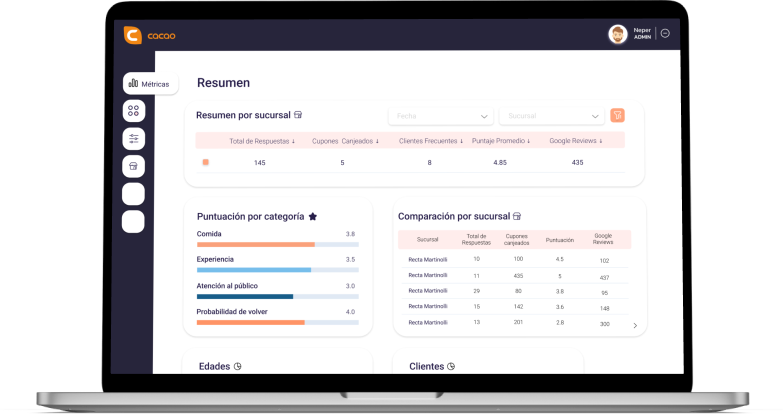 cacao
Neper
ADMIN
Métricas
Resumen
Resumen por sucursal
Fecha
Sucursal
Total de Respuestas ↓ Cupones Canjeados ↓ Clientes Frecuentes ↓ Puntaje Promedio ↓ Google Reviews ↓
145 5 8 4.85 435
Puntuación por categoría
Comida 3.8
Experiencia 3.5
Atención al público 3.0
Probabilidad de volver 4.0
Comparación por sucursal
Sucursal Total de Respuestas Cupones canjeados Puntuación Google Reviews
Recta Martinolli 10 100 4.5 102
Recta Martinolli 11 435 5 437
Recta Martinolli 29 80 3.8 95
Recta Martinolli 15 142 3.6 148
Recta Martinolli 13 201 2.8 300
Edades
Clientes